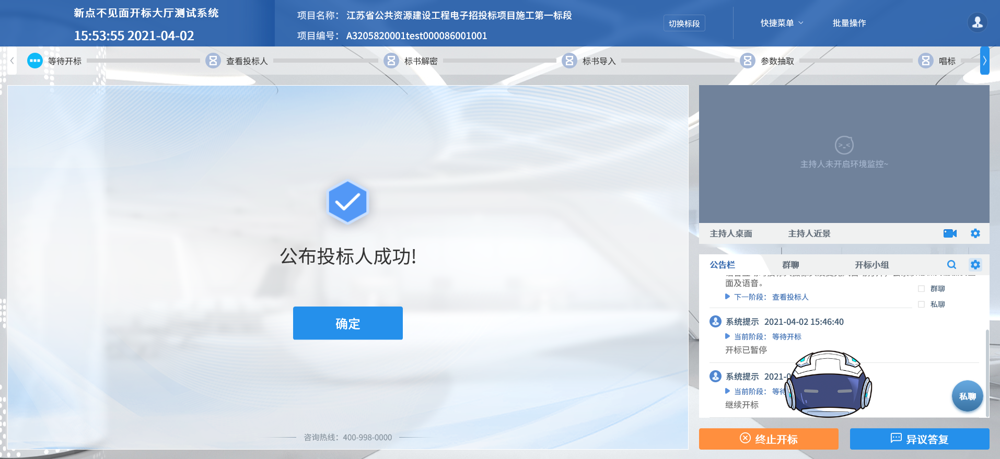 新点不见面开标大厅测试系统
15:53:55 2021-04-02
项目名称： 江苏省公共资源建设工程电子招投标项目施工第一标段
项目编号： A3205820001test000086001001
切换标段
快捷菜单
批量操作
等待开标
查看投标人
标书解密
标书导入
参数抽取
唱标
公布投标人成功!
确定
咨询热线：400-998-0000
主持人未开启环境监控~
主持人桌面
主持人近景
公告栏
群聊
开标小组
面及语音。
下一阶段： 查看投标人
群聊
私聊
系统提示 2021-04-02 15:46:40
当前阶段： 等待开标
开标已暂停
系统提示 2021-0
当前阶段： 等待
继续开标
私聊
终止开标
异议答复